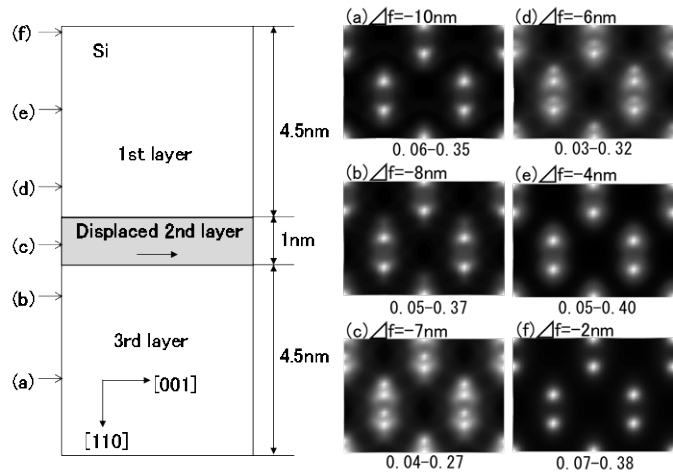 (f)
Si
(e)
1st layer
4.5nm
(d)
Displaced 2nd layer
1nm
(c)
(b)
3rd layer
4.5nm
(a)
[001]
[110]
(a)⊿f=-10nm
0.06-0.35
(d)⊿f=-6nm
0.03-0.32
(b)⊿f=-8nm
0.05-0.37
(e)⊿f=-4nm
0.05-0.40
(c)⊿f=-7nm
0.04-0.27
(f)⊿f=-2nm
0.07-0.38